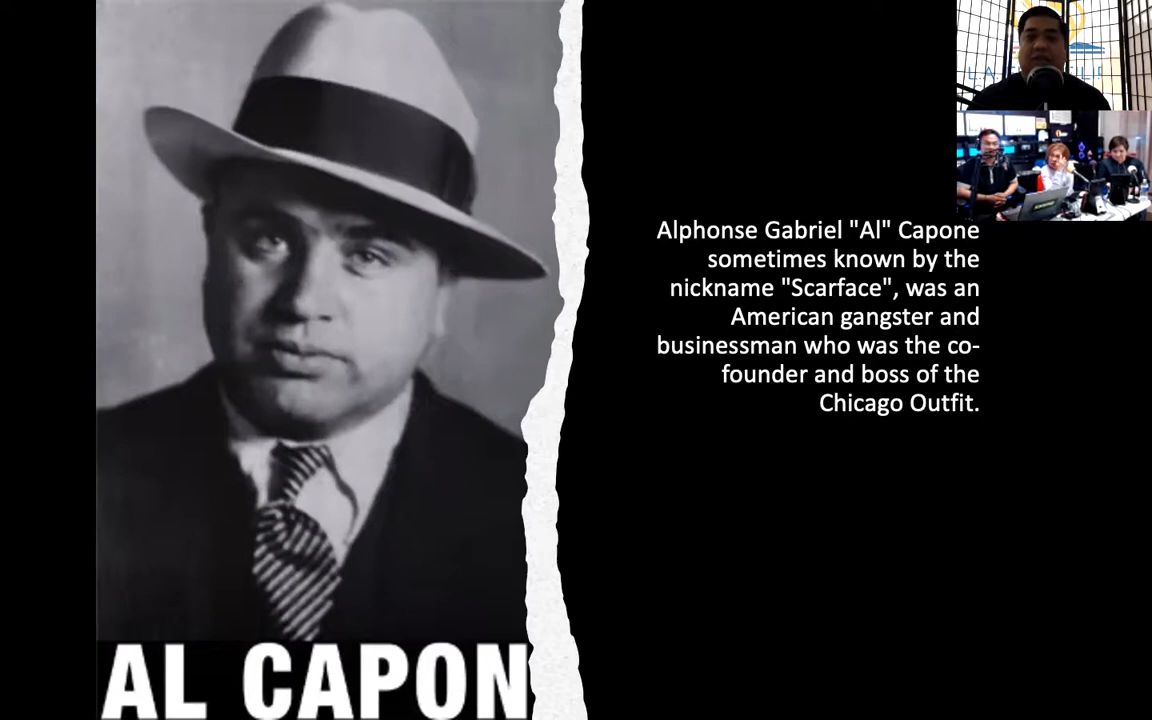 Alphonse Gabriel "Al" Capone
sometimes known by the
nickname "Scarface", was an
American gangster and
businessman who was the co-
founder and boss of the
Chicago Outfit.
AL CAPON